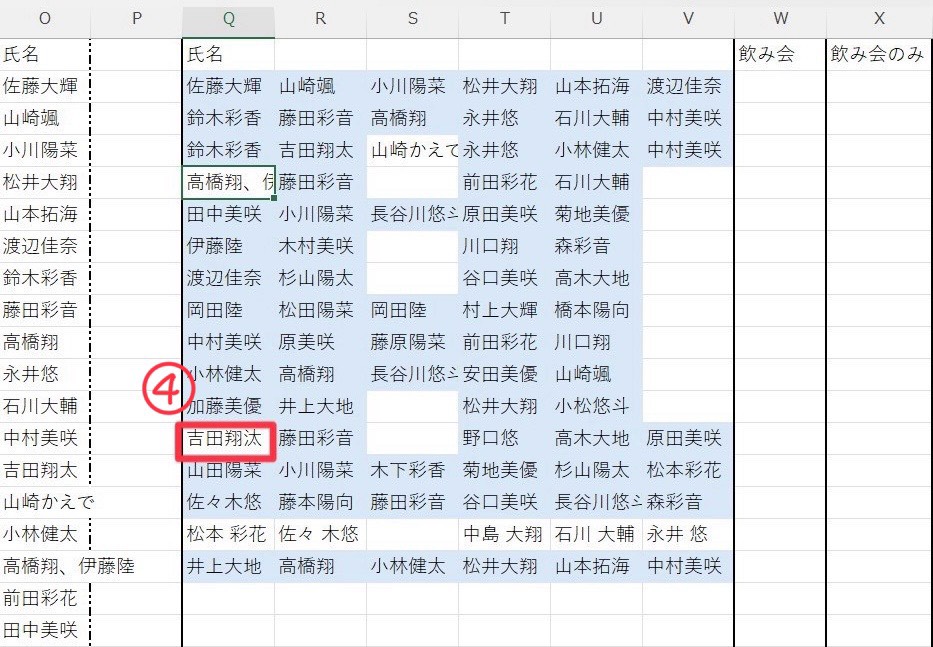 O P Q R S T U V W X
氏名 氏名 飲み会 飲み会のみ
佐藤大輝 佐藤大輝 山崎颯 小川陽菜 松井大翔 山本拓海 渡辺佳奈
山崎颯 鈴木彩香 藤田彩音 高橋翔 永井悠 石川大輔 中村美咲
小川陽菜 鈴木彩香 吉田翔太 山崎かえで 永井悠 小林健太 中村美咲
松井大翔 高橋翔、伊 藤田彩音 前田彩花 石川大輔
山本拓海 田中美咲 小川陽菜 長谷川悠斗 原田美咲 菊地美優
渡辺佳奈 伊藤陸 木村美咲 川口翔 森彩音
鈴木彩香 渡辺佳奈 杉山陽太 谷口美咲 高木大地
藤田彩音 岡田陸 松田陽菜 岡田陸 村上大輝 橋本陽向
高橋翔 中村美咲 原美咲 藤原陽菜 前田彩花 川口翔
永井悠 小林健太 高橋翔 長谷川悠斗 安田美優 山崎颯
石川大輔 ④ 加藤美優 井上大地 松井大翔 小松悠斗
中村美咲 吉田翔汰 藤田彩音 野口悠 高木大地 原田美咲
吉田翔太 山田陽菜 小川陽菜 木下彩香 菊地美優 杉山陽太 松本彩花
山崎かえで 佐々木悠 藤本陽向 藤田彩音 谷口美咲 長谷川悠斗 森彩音
小林健太 松本 彩花 佐々 木悠 中島 大翔 石川 大輔 永井 悠
高橋翔、伊藤陸 井上大地 高橋翔 小林健太 松井大翔 山本拓海 中村美咲
前田彩花
田中美咲